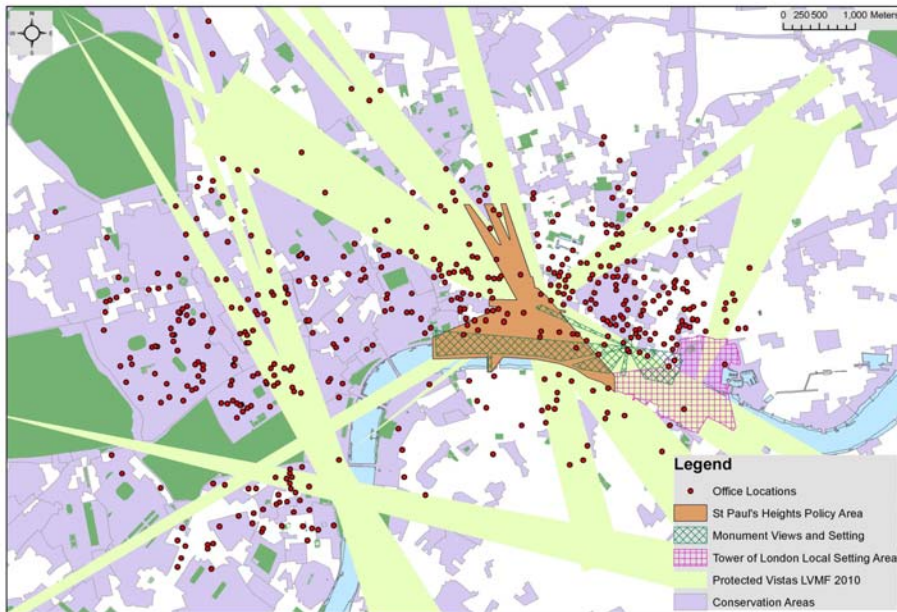 N
W E
S
0 250 500 1,000 Meters
Legend
Office Locations
St Paul's Heights Policy Area
Monument Views and Setting
Tower of London Local Setting Area
Protected Vistas LVMF 2010
Conservation Areas